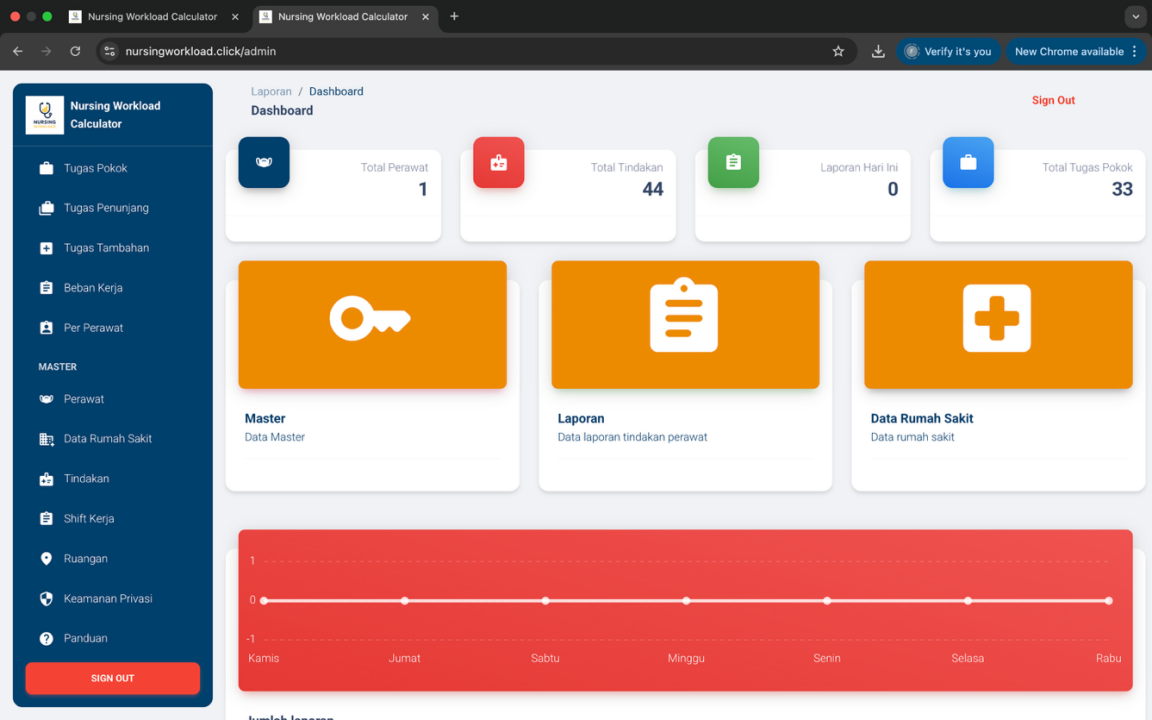 Nursing Workload Calculator
Nursing Workload Calculator
nursingworkload.click/admin
Verify it's you
New Chrome available
NURSING
Nursing Workload
Calculator
Tugas Pokok
Tugas Penunjang
Tugas Tambahan
Beban Kerja
Per Perawat
MASTER
Perawat
Data Rumah Sakit
Tindakan
Shift Kerja
Ruangan
Keamanan Privasi
Panduan
SIGN OUT
Laporan / Dashboard
Dashboard
Sign Out
Total Perawat
1
Total Tindakan
44
Laporan Hari Ini
0
Total Tugas Pokok
33
Master
Data Master
Laporan
Data laporan tindakan perawat
Data Rumah Sakit
Data rumah sakit
1
0
-1
Kamis Jumat Sabtu Minggu Senin Selasa Rabu
Jumlah laporan